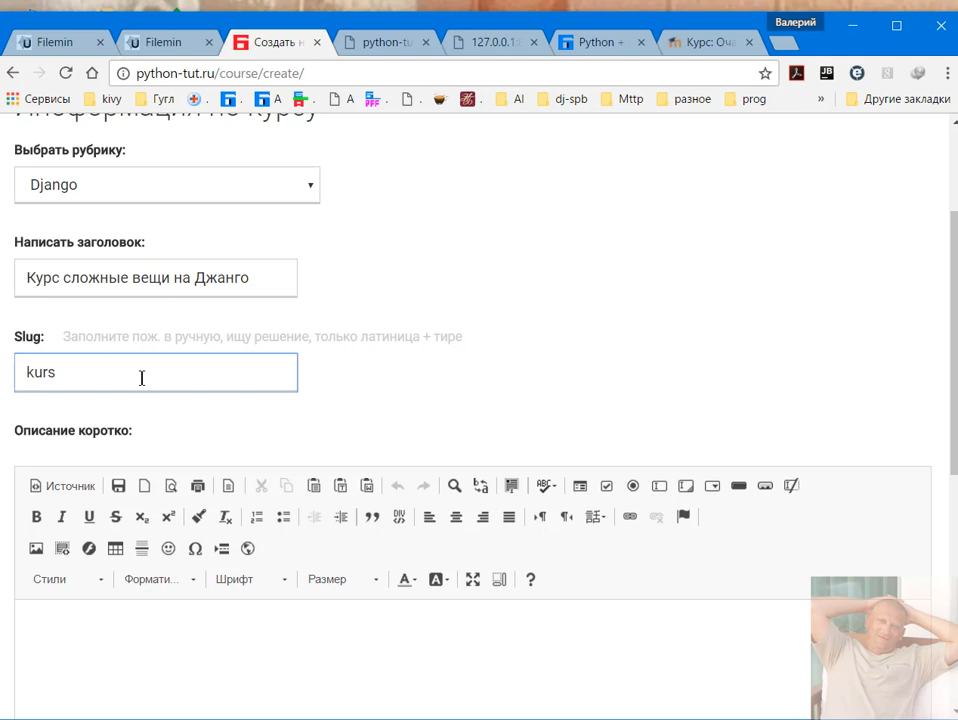 Валерий
Filemin
Filemin
Создать н
python-tu
127.0.0.1:8
Python +
Курс: Оча
python-tut.ru/course/create/
Сервисы
kivy
Гугл
.
.
A
.
A
.
AI
dj-spb
Mttp
разное
prog
»
Другие закладки
Информация по курсу
Выбрать рубрику:
Django
Написать заголовок:
Курс сложные вещи на Джанго
Slug: Заполните пож. в ручную, ищу решение, только латиница + тире
kurs
Описание коротко:
Источник
Стили Формати... Шрифт Размер A A ?